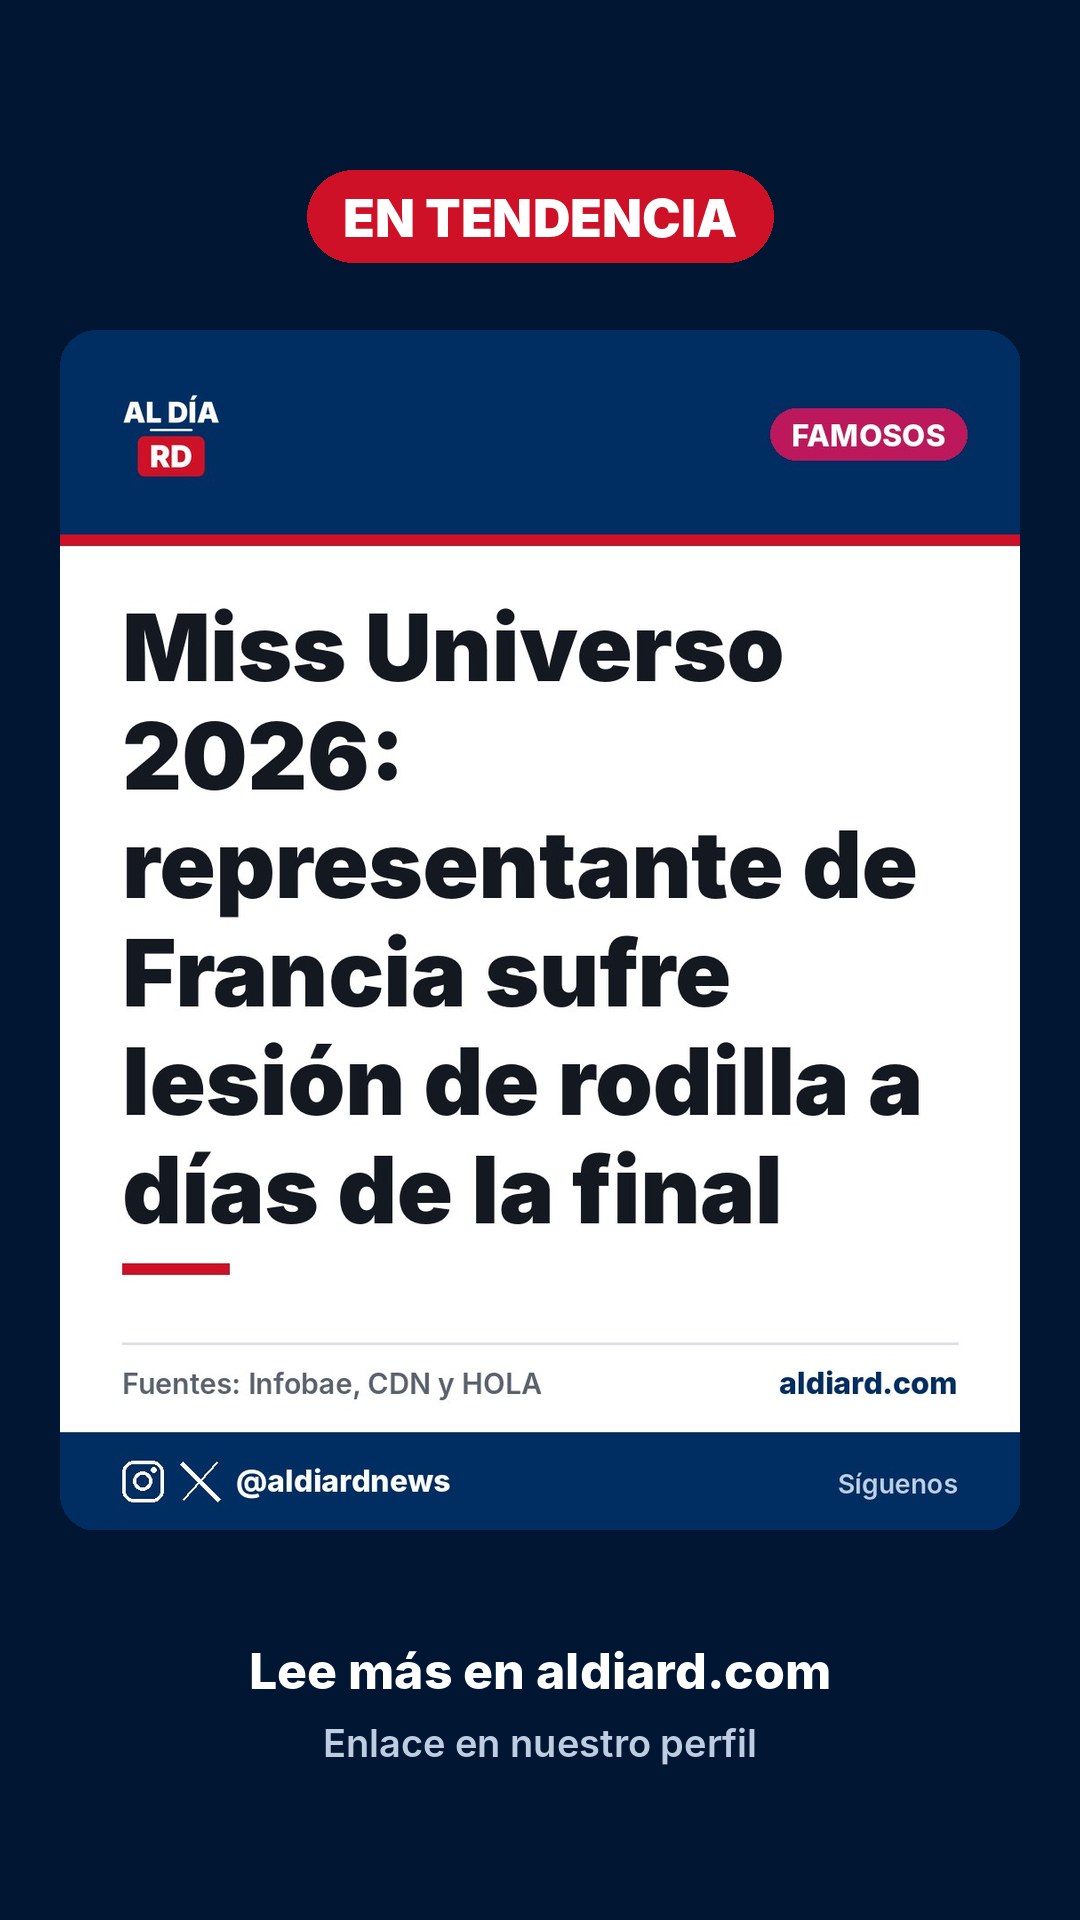 EN TENDENCIA
AL DÍA
RD
FAMOSOS
Miss Universo
2026:
representante de
Francia sufre
lesión de rodilla a
días de la final
Fuentes: Infobae, CDN y HOLA
aldiard.com
@aldiardnews
Síguenos
Lee más en aldiard.com
Enlace en nuestro perfil